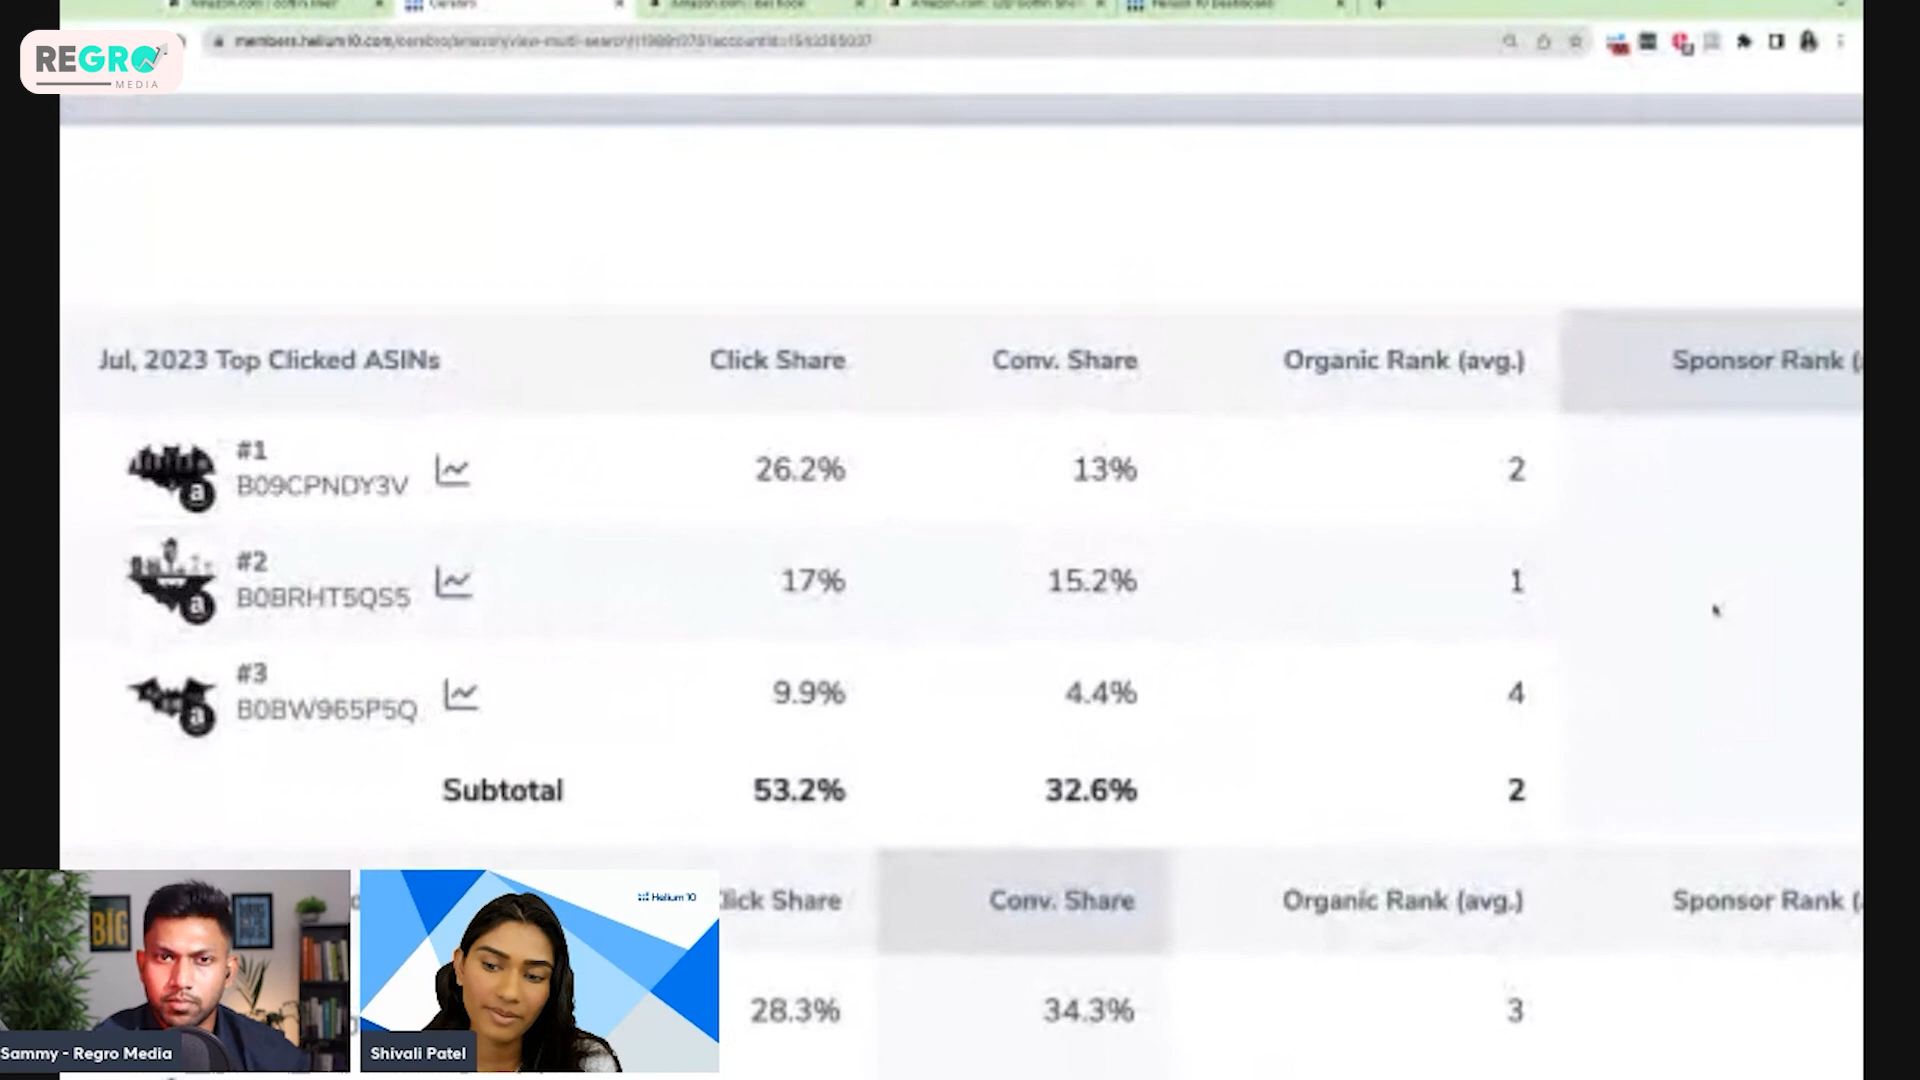 REGRO
MEDIA
Jul, 2023 Top Clicked ASINs Click Share Conv. Share Organic Rank (avg.) Sponsor Rank (
#1
B09CPNDY3V 26.2% 13% 2
#2
B0BRHT5QS5 17% 15.2% 1
#3
B0BW965P5Q 9.9% 4.4% 4
Subtotal 53.2% 32.6% 2
Click Share Conv. Share Organic Rank (avg.) Sponsor Rank (
28.3% 34.3% 3
BIG
Helium 10
Sammy - Regro Media
Shivali Patel